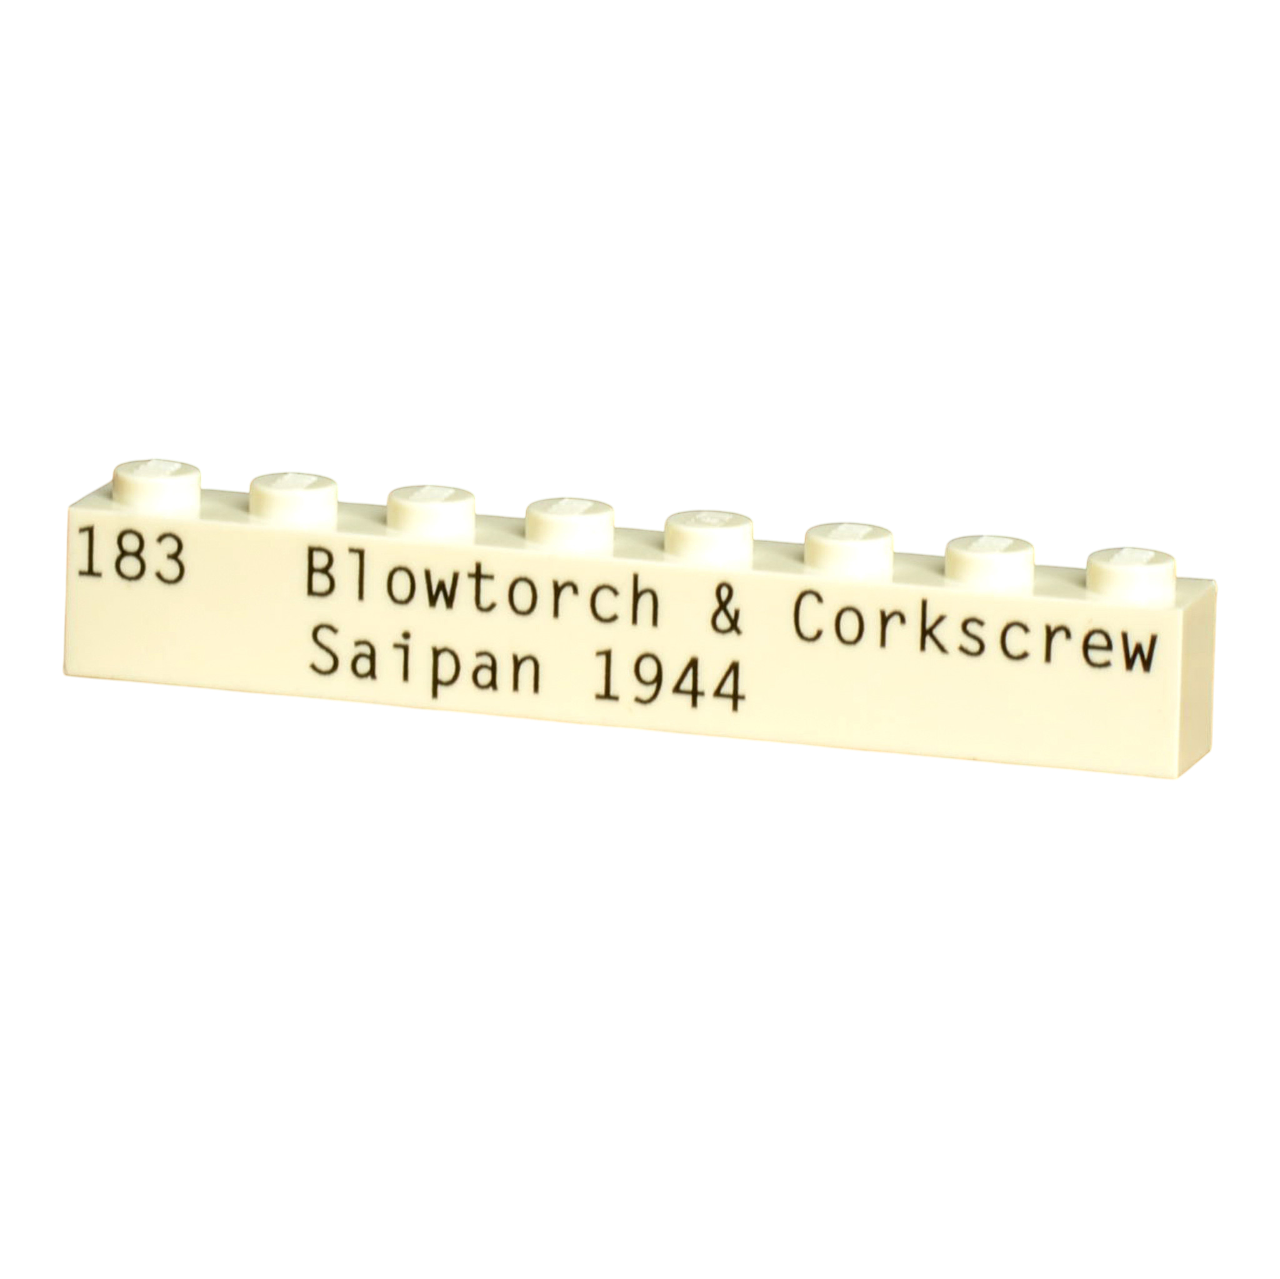 183 Blowtorch & Corkscrew
Saipan 1944